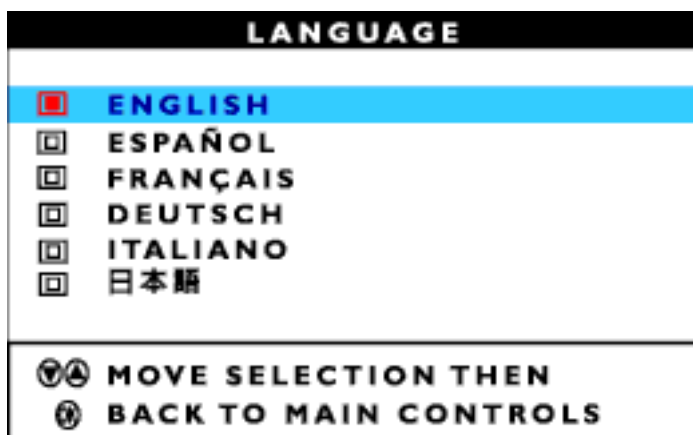 LANGUAGE
ENGLISH
ESPAÑOL
FRANÇAIS
DEUTSCH
ITALIANO
日本語
MOVE SELECTION THEN
BACK TO MAIN CONTROLS